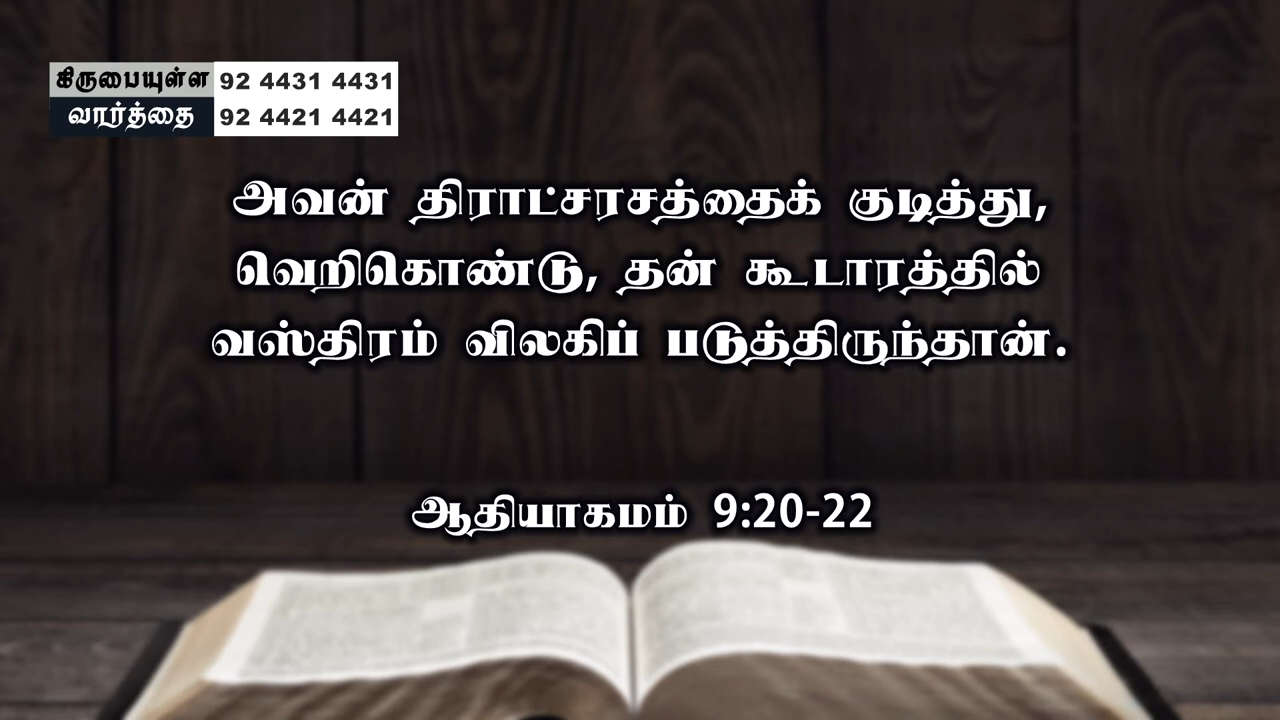 கிருபையுள்ள 92 4431 4431
வார்த்தை 92 4421 4421
அவன் திராட்சரசத்தைக் குடித்து,
வெறிகொண்டு, தன் கூடாரத்தில்
வஸ்திரம் விலகிப் படுத்திருந்தான்.
ஆதியாகமம் 9:20-22